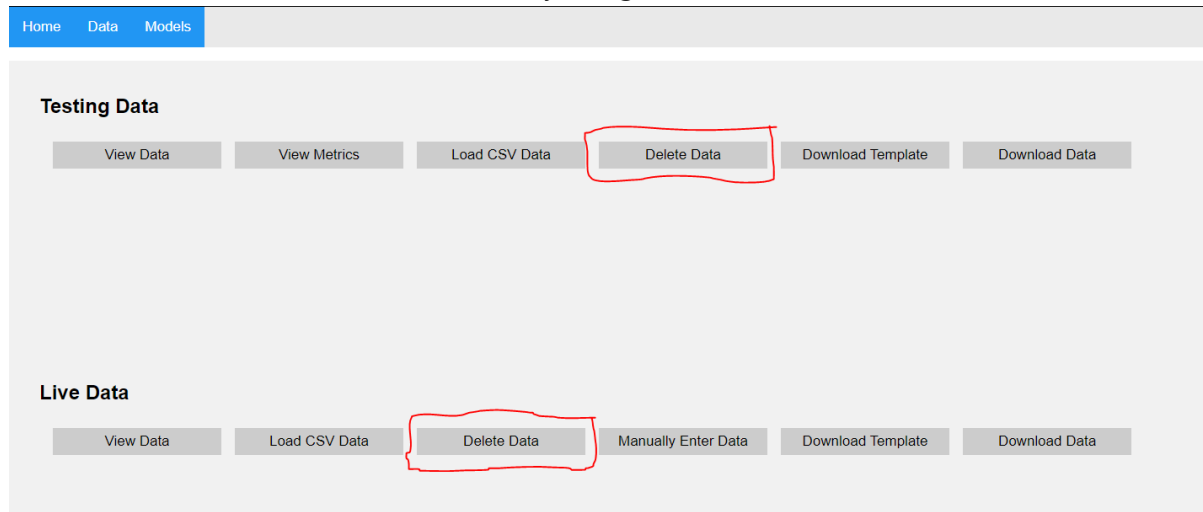 Home Data Models
Testing Data
View Data View Metrics Load CSV Data Delete Data Download Template Download Data
Live Data
View Data Load CSV Data Delete Data Manually Enter Data Download Template Download Data